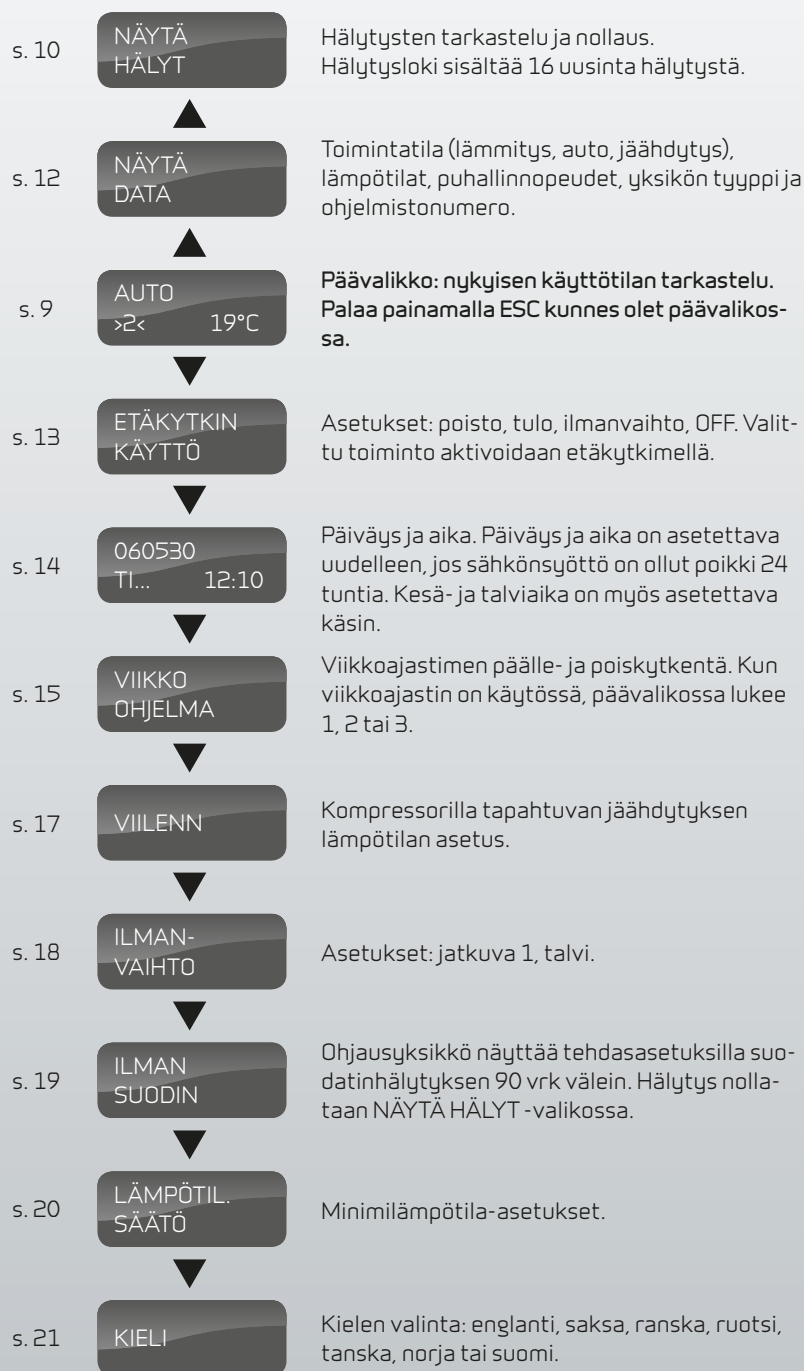 s. 10
NÄYTÄ
HÄLYT
Hälytysten tarkastelu ja nollaus.
Hälytysloki sisältää 16 uusinta hälytystä.
s. 12
NÄYTÄ
DATA
Toimintatila (lämmitys, auto, jäähdytys),
lämpötilat, puhallinnopeudet, yksikön tyyppi ja
ohjelmistonumero.
s. 9
AUTO
>2< 19°C
Päävalikko: nykyisen käyttötilan tarkastelu.
Palaa painamalla ESC kunnes olet päävalikos-
sa.
s. 13
ETÄKYTKIN
KÄYTTÖ
Asetukset: poisto, tulo, ilmanvaihto, OFF. Valit-
tu toiminto aktivoidaan etäkytkimellä.
s. 14
060530
TI... 12:10
Päiväys ja aika. Päiväys ja aika on asetettava
uudelleen, jos sähkönsyöttö on ollut poikki 24
tuntia. Kesä- ja talviaika on myös asetettava
käsin.
s. 15
VIIKKO
OHJELMA
Viikkoajastimen päälle- ja poiskytkentä. Kun
viikkoajastin on käytössä, päävalikossa lukee
1, 2 tai 3.
s. 17
VIILENN
Kompressorilla tapahtuvan jäähdytyksen
lämpötilan asetus.
s. 18
ILMAN-
VAIHTO
Asetukset: jatkuva 1, talvi.
s. 19
ILMAN
SUODIN
Ohjausyksikkö näyttää tehdasasetuksilla suo-
datinhälytyksen 90 vrk välein. Hälytys nolla-
taan NÄYTÄ HÄLYT -valikossa.
s. 20
LÄMPÖTIL.
SÄÄTÖ
Minimilämpötila-asetukset.
s. 21
KIELI
Kielen valinta: englanti, saksa, ranska, ruotsi,
tanska, norja tai suomi.